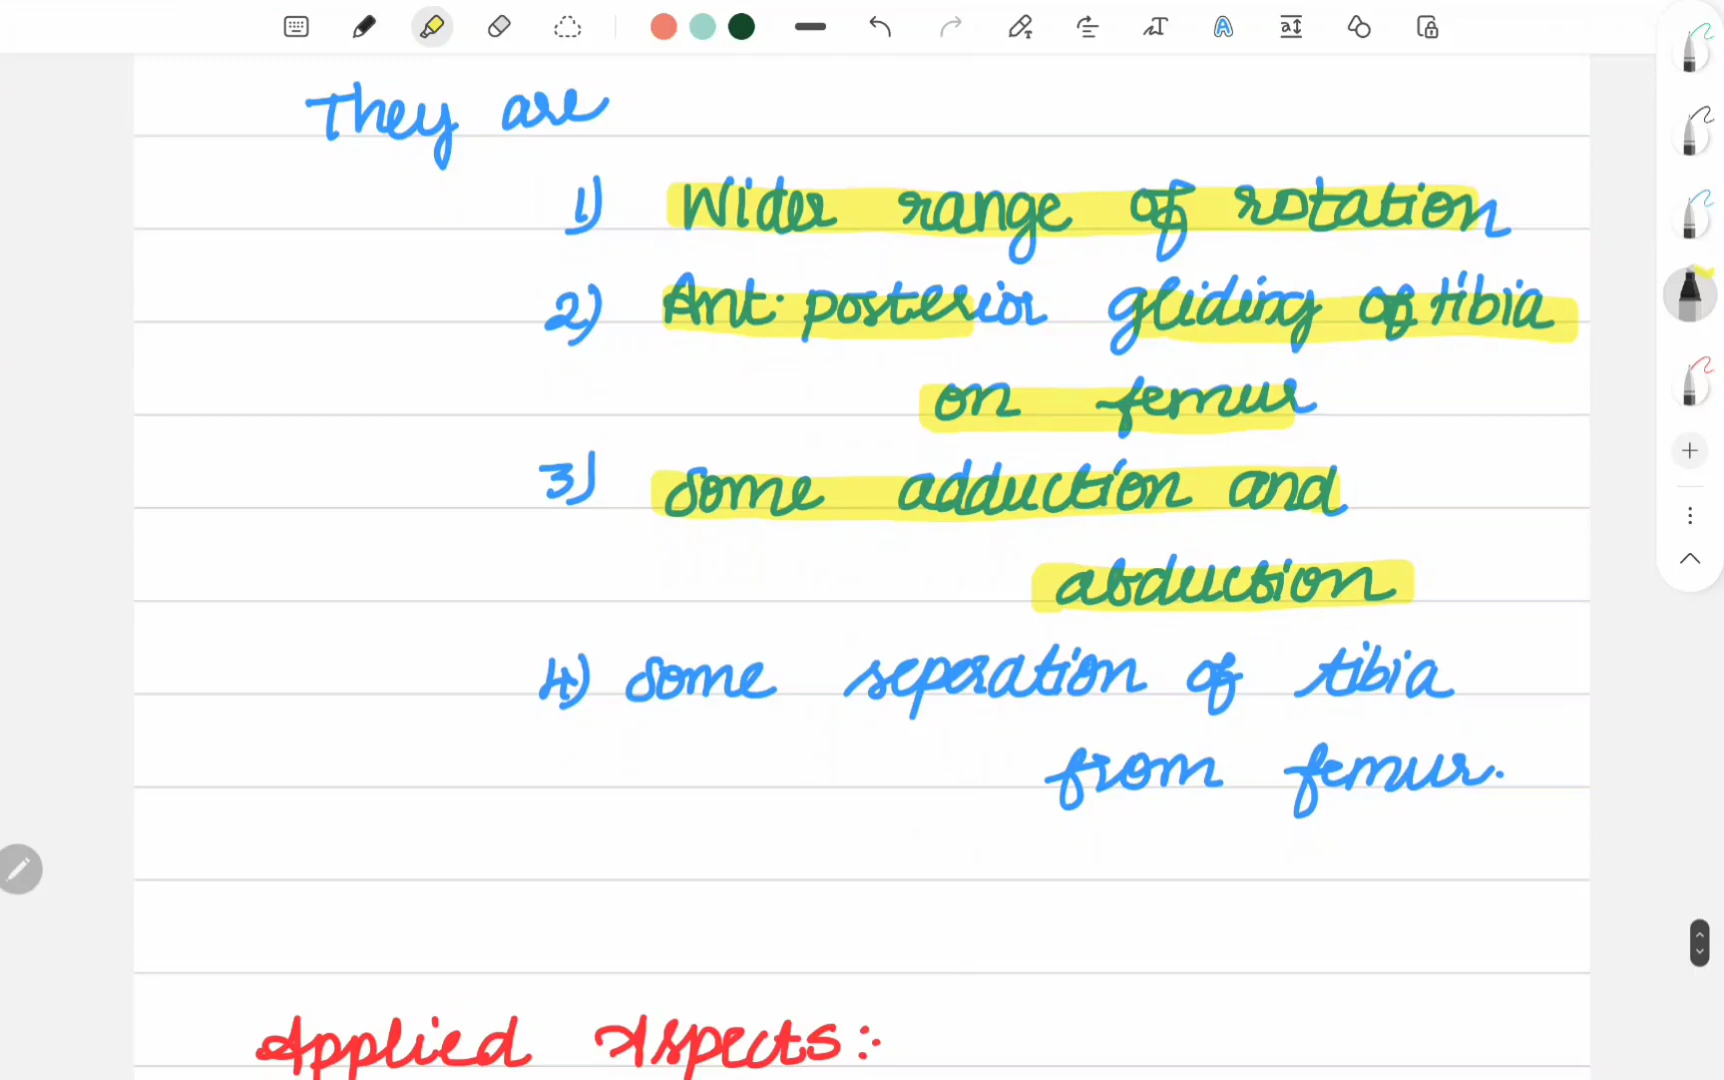 They are
1) Wider range of rotation
2) Ant. posterior gliding of tibia
on femur
3) Some adduction and
abduction
4) Some seperation of tibia
from femur.
Applied Aspects:-